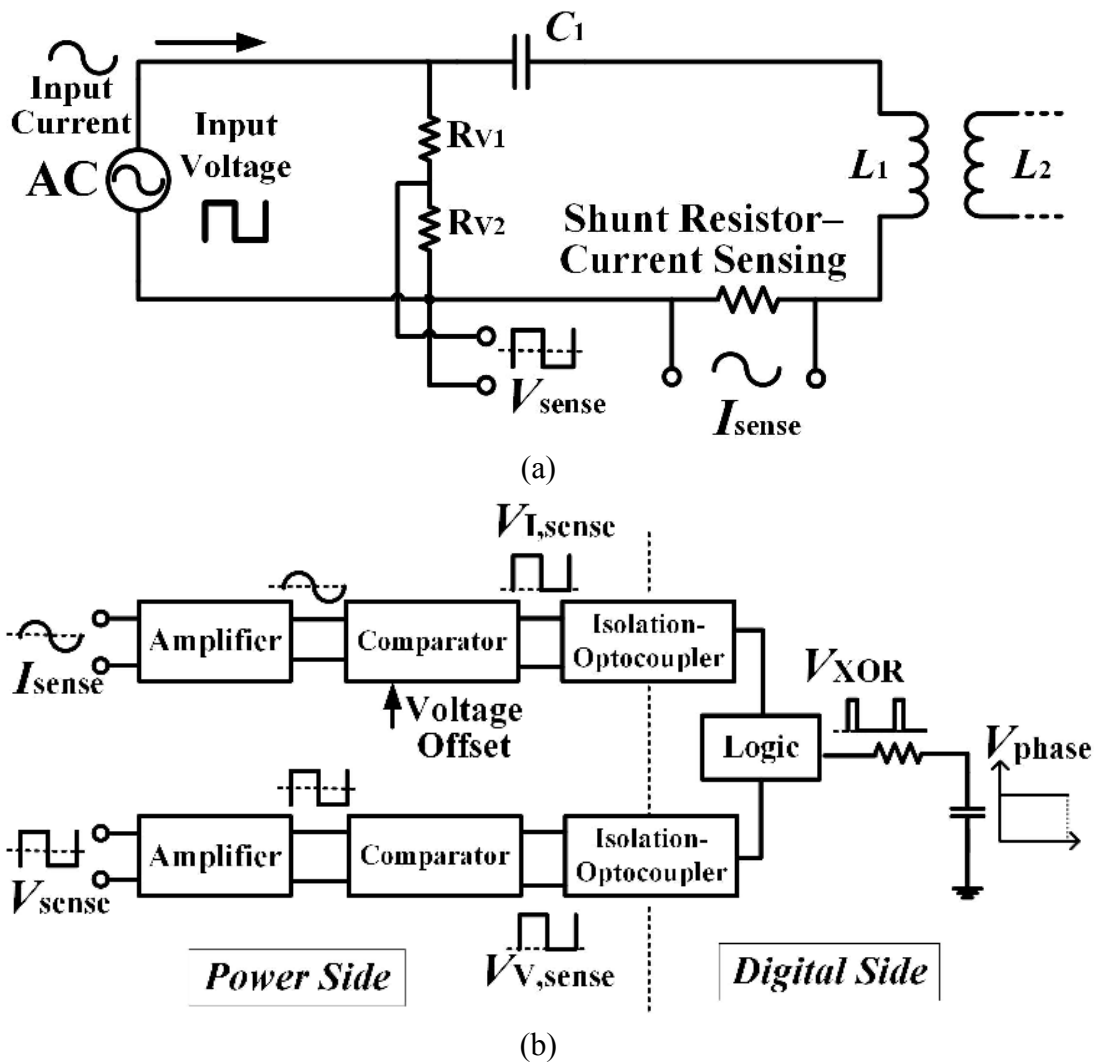 C1
Input
Current
Input
Voltage
AC
RV1
RV2
L1
L2
Shunt Resistor–
Current Sensing
Vsense
Isense
(a)
VI,sense
Isense
Amplifier
Comparator
Isolation-
Optocoupler
Voltage
Offset
VXOR
Logic
Vphase
Vsense
Amplifier
Comparator
Isolation-
Optocoupler
VV,sense
Power Side
Digital Side
(b)